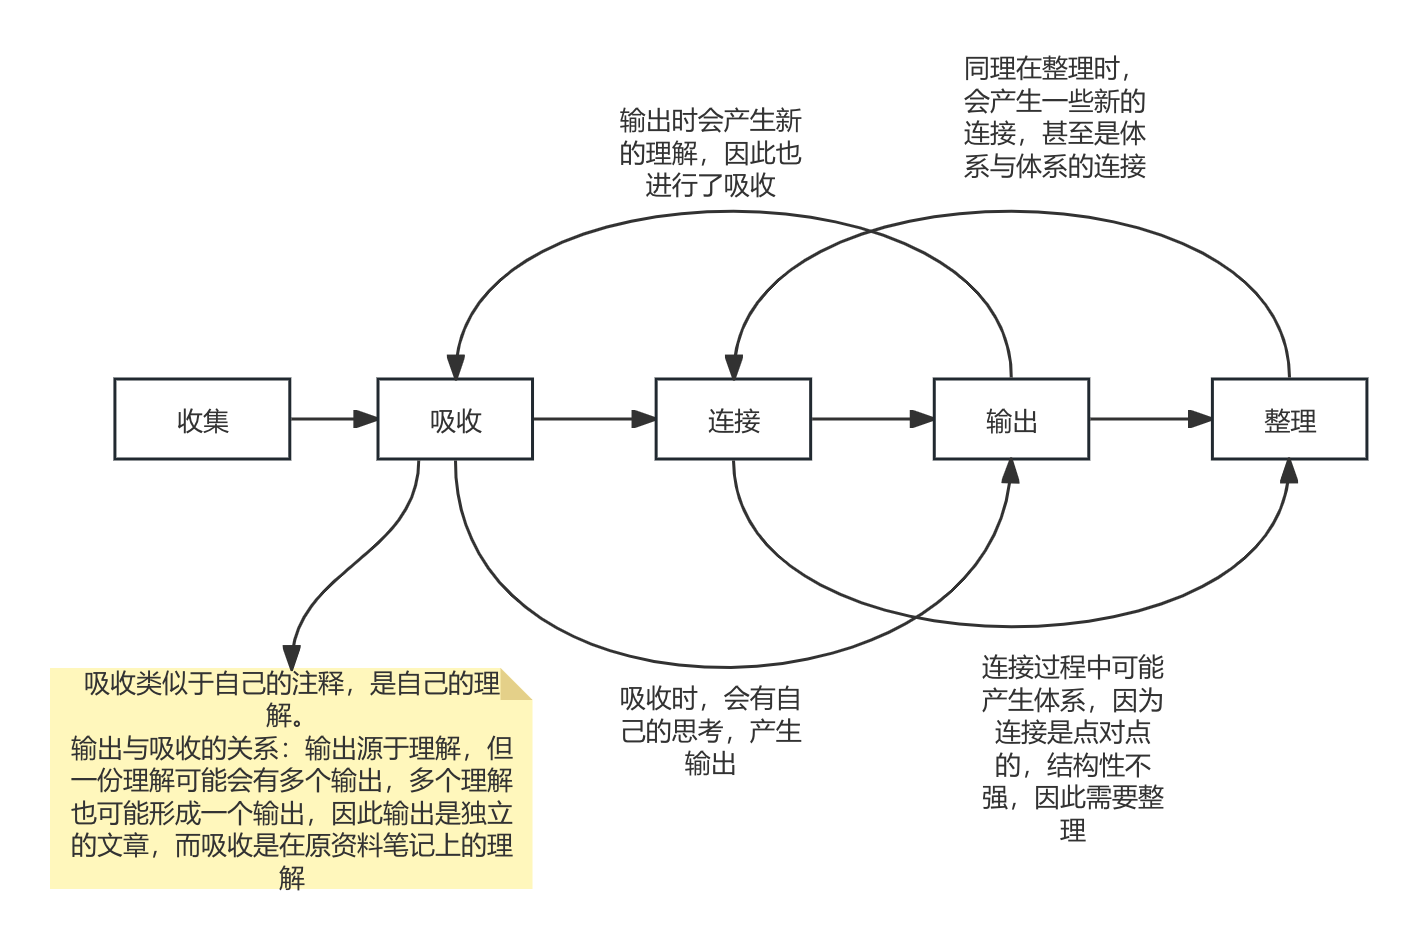 同理在整理时，
会产生一些新的
连接，甚至是体
系与体系的连接
输出时会产生新
的理解，因此也
进行了吸收
收集
吸收
连接
输出
整理
吸收类似于自己的注释，是自己的理
解。
输出与吸收的关系：输出源于理解，但
一份理解可能会有多个输出，多个理解
也可能形成一个输出，因此输出是独立
的文章，而吸收是在原资料笔记上的理
解
吸收时，会有自
己的思考，产生
输出
连接过程中可能
产生体系，因为
连接是点对点
的，结构性不
强，因此需要整
理